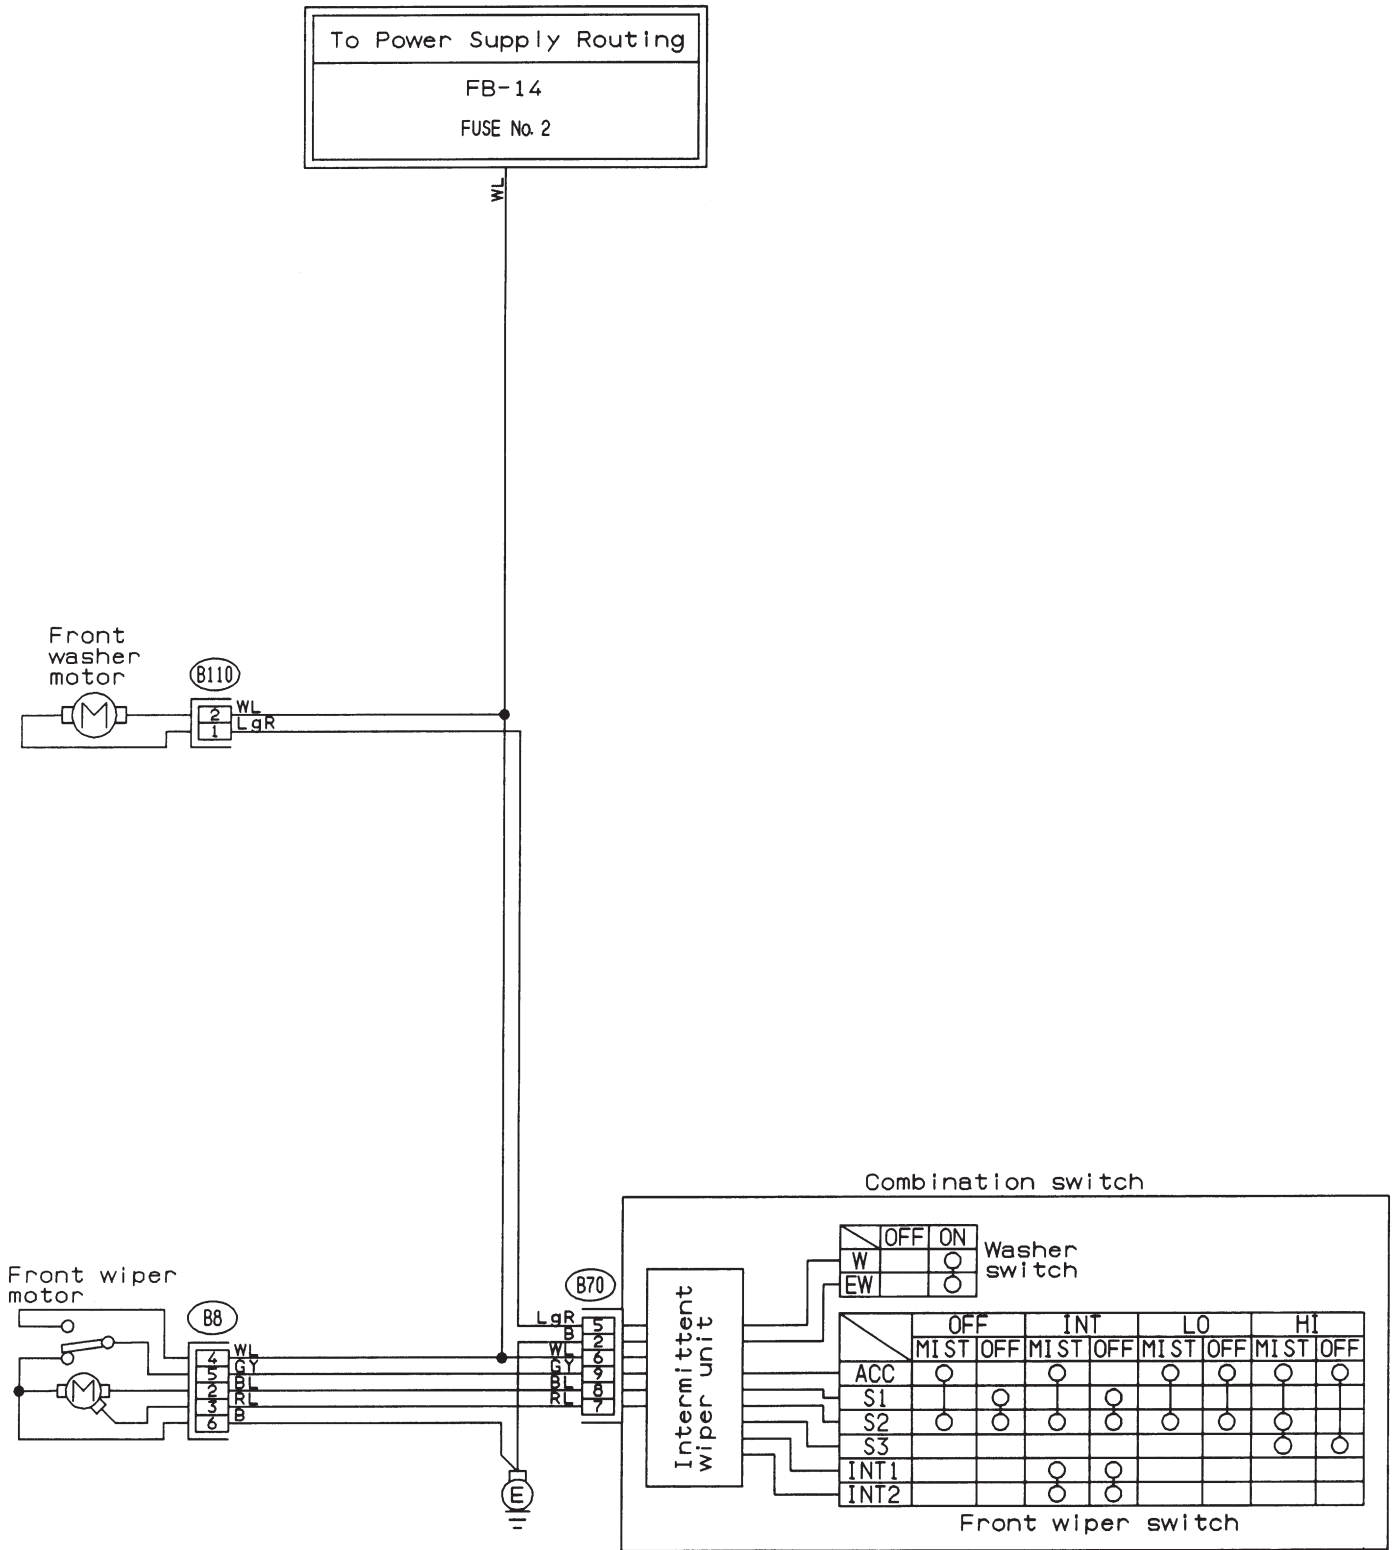 To Power Supply Routing
FB-14
FUSE No. 2
WL
Front
washer
motor
B110
M
2 WL
1 LgR
Combination switch
OFF ON
W
EW
Washer
switch
Front wiper
motor
B8
M
4 WL
5 GY
2 BL
3 RL
6 B
B70
LgR 5
B 2
WL 6
GY 9
BL 8
RL 7
E
Intermittent
wiper unit
OFF INT LO HI
MIST OFF MIST OFF MIST OFF MIST OFF
ACC
S1
S2
S3
INT1
INT2
Front wiper switch